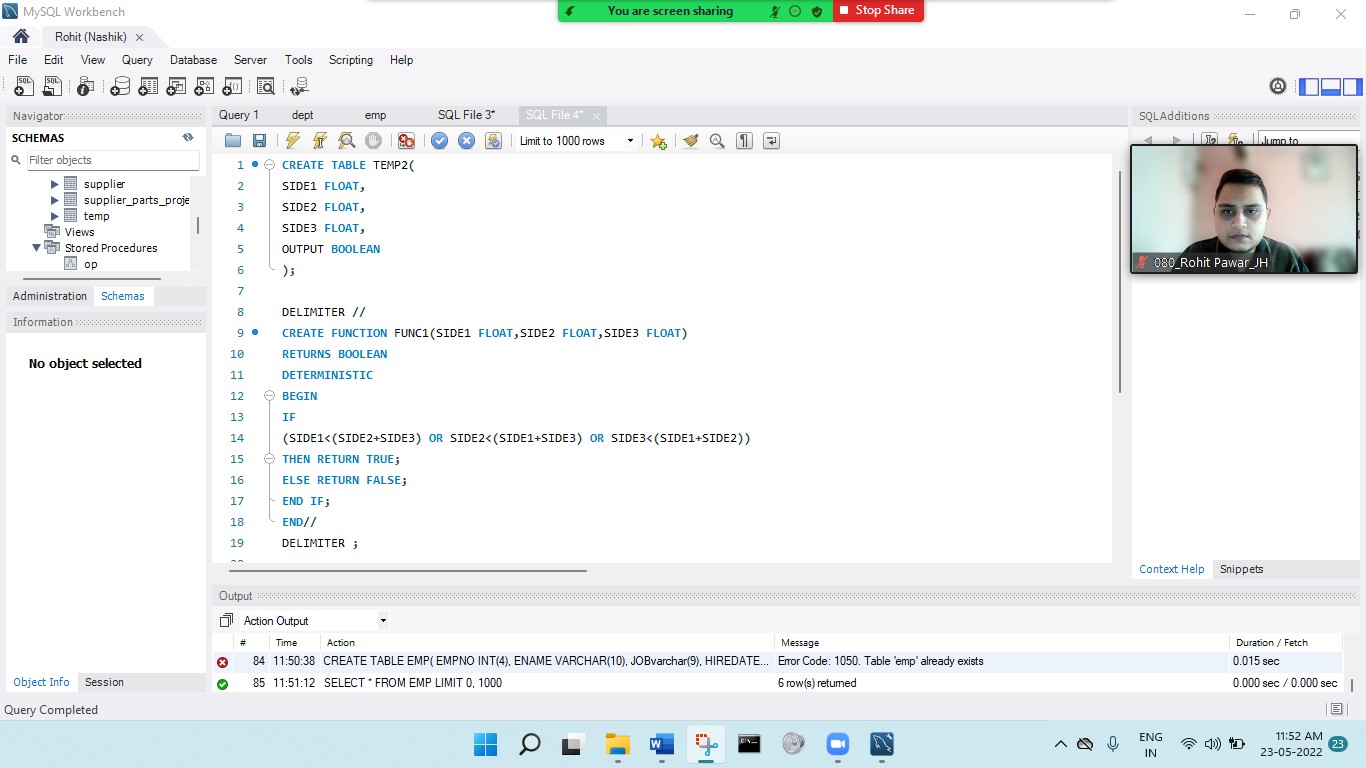 MySQL Workbench
You are screen sharing
Stop Share
Rohit (Nashik)
File Edit View Query Database Server Tools Scripting Help
Navigator
SCHEMAS
Filter objects
supplier
supplier_parts_proje
temp
Views
Stored Procedures
op
Administration Schemas
Information
No object selected
Object Info Session
Query 1 dept emp SQL File 3* SQL File 4*
Limit to 1000 rows
1 CREATE TABLE TEMP2(
2 SIDE1 FLOAT,
3 SIDE2 FLOAT,
4 SIDE3 FLOAT,
5 OUTPUT BOOLEAN
6 );
7
8 DELIMITER //
9 CREATE FUNCTION FUNC1(SIDE1 FLOAT,SIDE2 FLOAT,SIDE3 FLOAT)
10 RETURNS BOOLEAN
11 DETERMINISTIC
12 BEGIN
13 IF
14 (SIDE1<(SIDE2+SIDE3) OR SIDE2<(SIDE1+SIDE3) OR SIDE3<(SIDE1+SIDE2))
15 THEN RETURN TRUE;
16 ELSE RETURN FALSE;
17 END IF;
18 END//
19 DELIMITER ;
SQLAdditions
Jump to
080_Rohit Pawar_JH
Context Help Snippets
Output
Action Output
# Time Action Message Duration / Fetch
84 11:50:38 CREATE TABLE EMP( EMPNO INT(4), ENAME VARCHAR(10), JOBvarchar(9), HIREDATE... Error Code: 1050. Table 'emp' already exists 0.015 sec
85 11:51:12 SELECT * FROM EMP LIMIT 0, 1000 6 row(s) returned 0.000 sec / 0.000 sec
Query Completed
ENG
IN
11:52 AM
23-05-2022
23